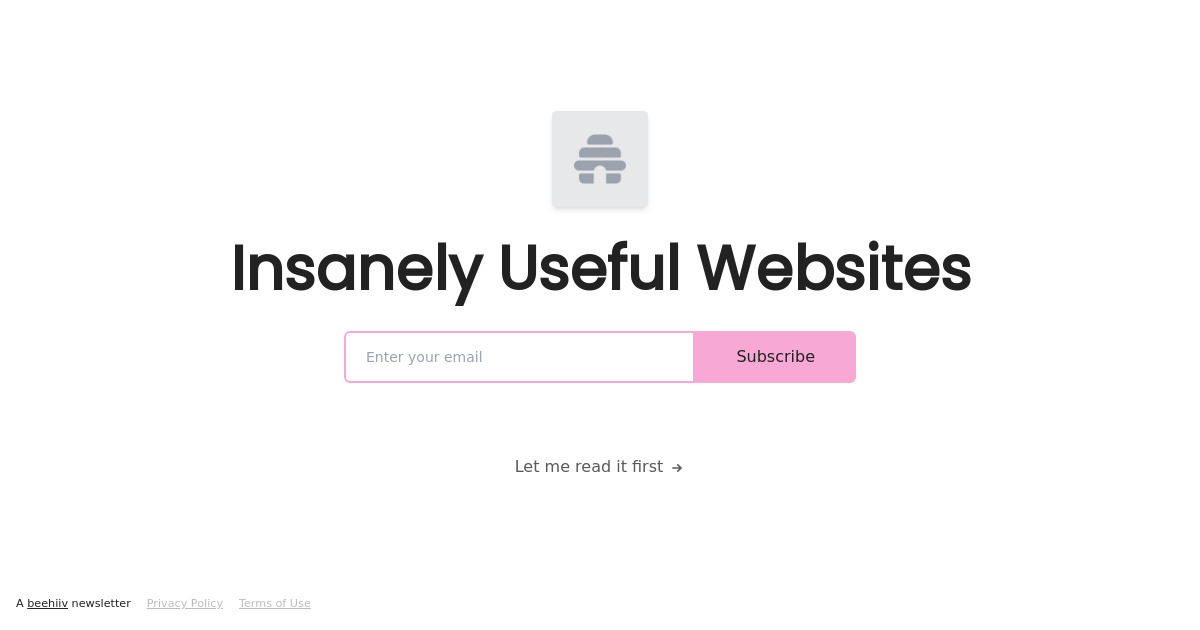 Insanely Useful Websites
Enter your email
Subscribe
Let me read it first →
A beehiiv newsletter Privacy Policy Terms of Use